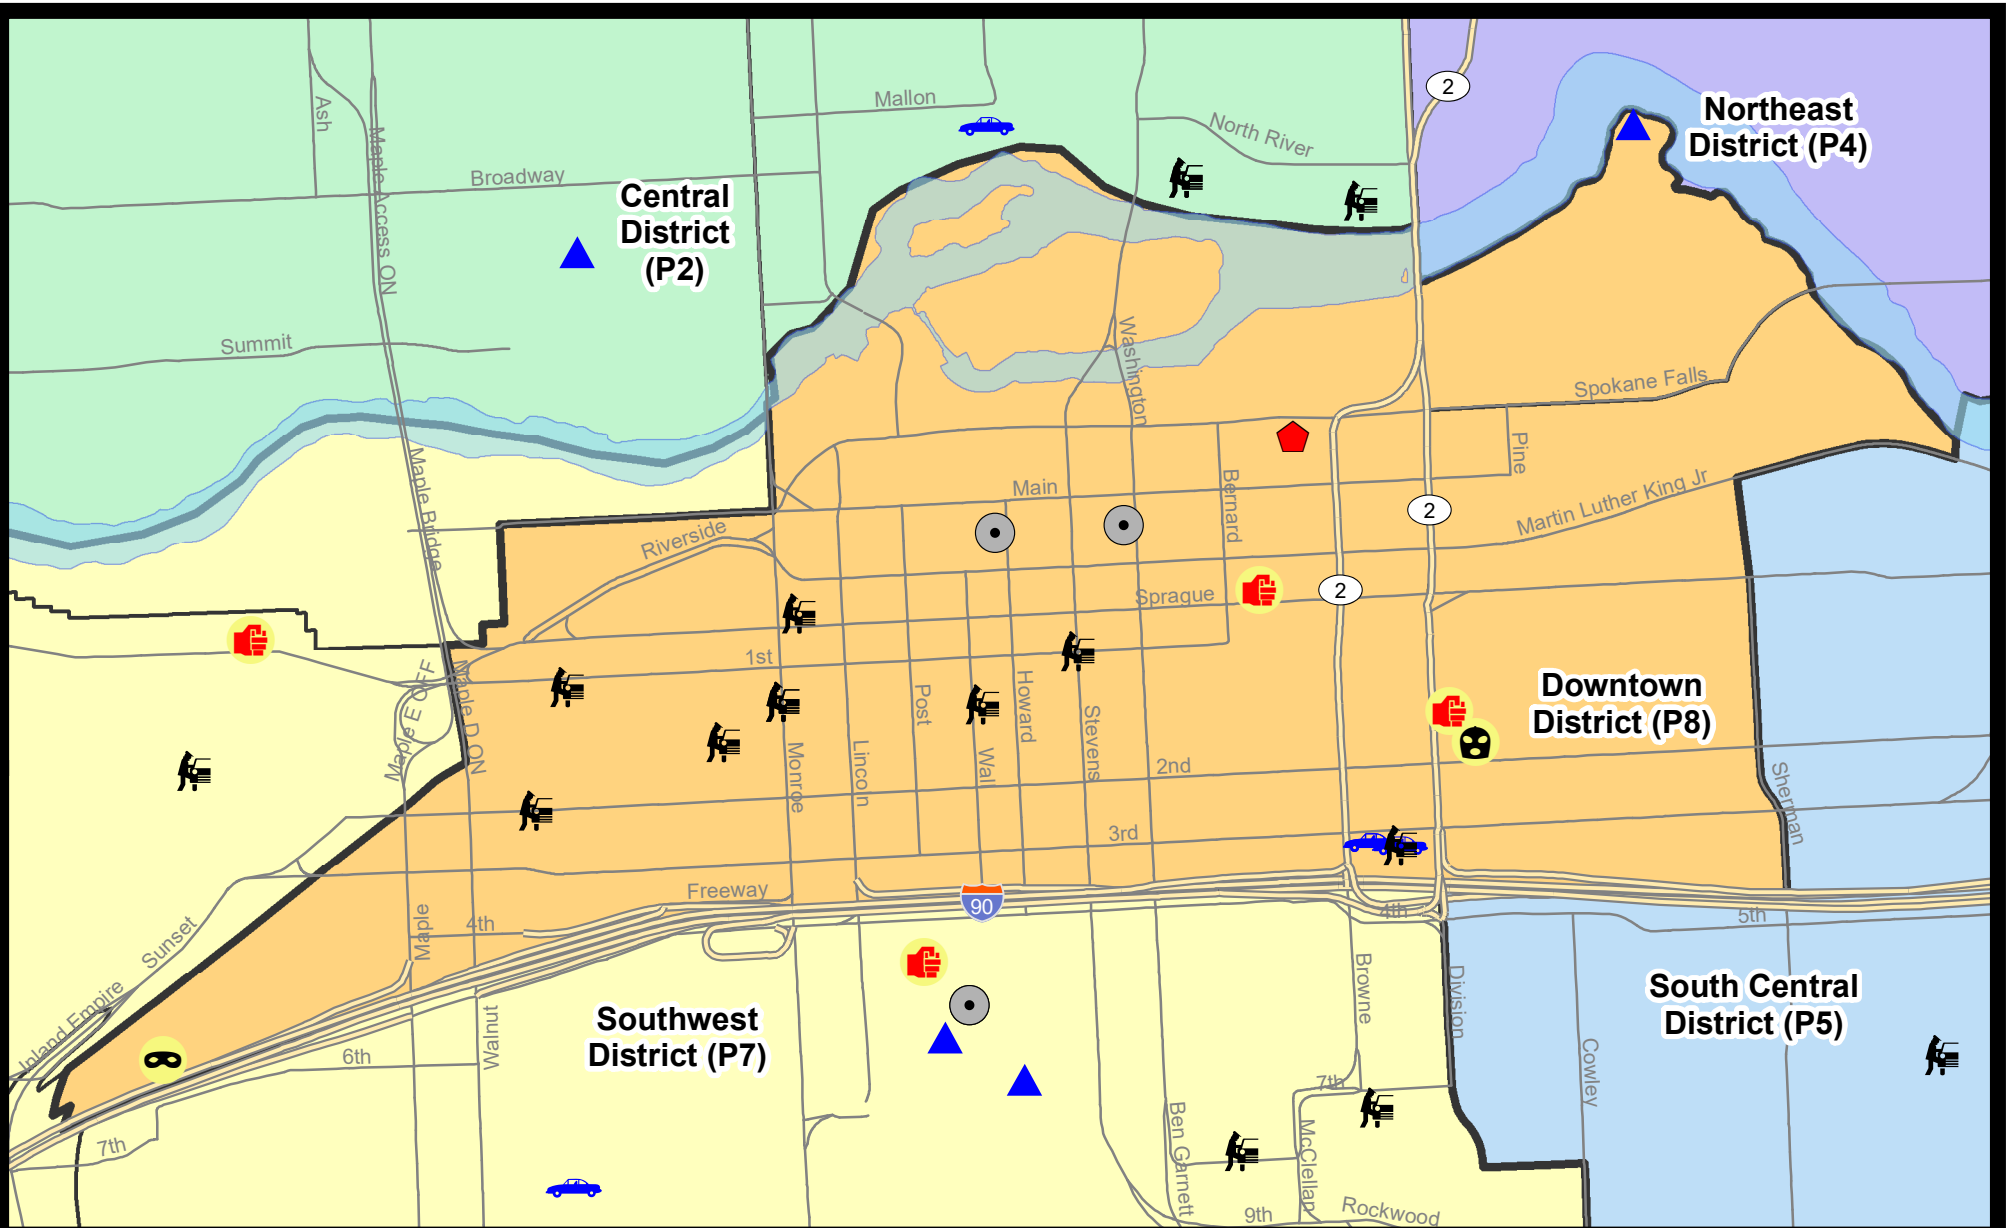 2
Mallon
Ash
North River
Northeast
District (P4)
Maple Access ON
Broadway
Central
District
(P2)
Washington
Summit
Spokane Falls
Pine
Maple Bridge
Main
Bernard
Martin Luther King Jr
2
Riverside
2
Sprague
1st
Maple E OFF
Maple D ON
Post
Howard
Stevens
Downtown
District (P8)
Monroe
Lincoln
Wall
2nd
Sherman
3rd
Freeway
90
4th
5th
Maple
4th
Sunset
Browne
Division
South Central
District (P5)
Inland Empire
Walnut
Southwest
District (P7)
6th
Cowley
7th
7th
Ben Garnett
McClellan
9th
Rockwood